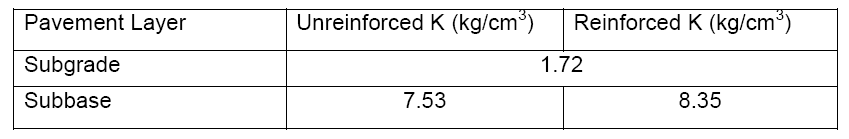 Pavement Layer Unreinforced K (kg/cm³) Reinforced K (kg/cm³)
Subgrade 1.72
Subbase 7.53 8.35